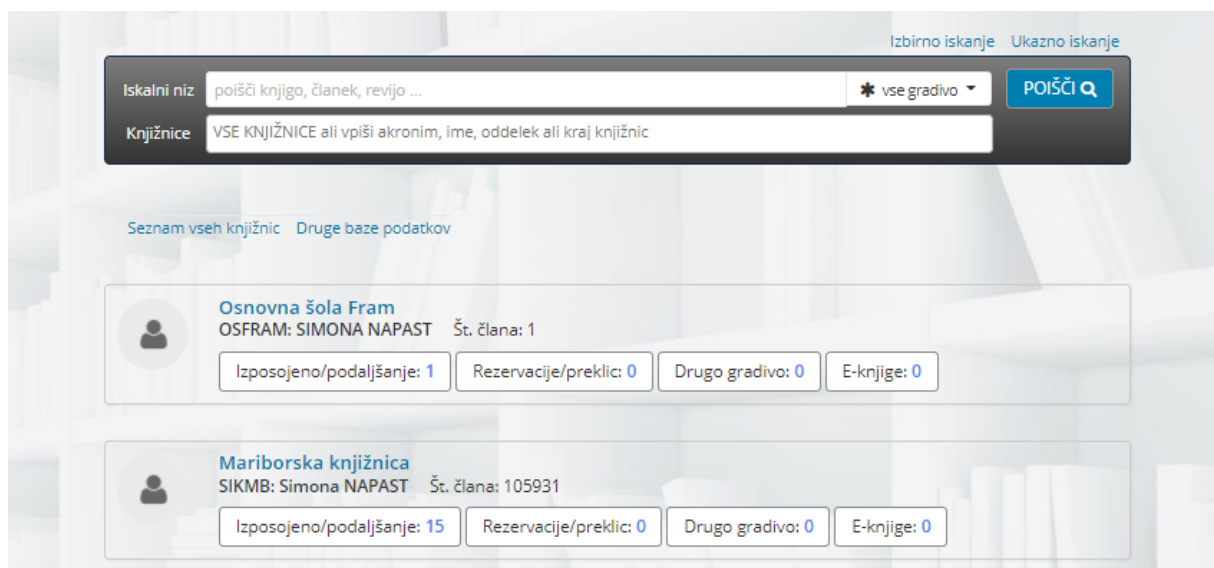 Izbirno iskanje Ukazno iskanje
Iskalni niz poišči knjigo, članek, revijo ... ✱ vse gradivo POIŠČI
Knjižnice VSE KNJIŽNICE ali vpiši akronim, ime, oddelek ali kraj knjižnic
Seznam vseh knjižnic Druge baze podatkov
Osnovna šola Fram
OSFRAM: SIMONA NAPAST Št. člana: 1
Izposojeno/podaljšanje: 1 Rezervacije/preklic: 0 Drugo gradivo: 0 E-knjige: 0
Mariborska knjižnica
SIKMB: Simona NAPAST Št. člana: 105931
Izposojeno/podaljšanje: 15 Rezervacije/preklic: 0 Drugo gradivo: 0 E-knjige: 0